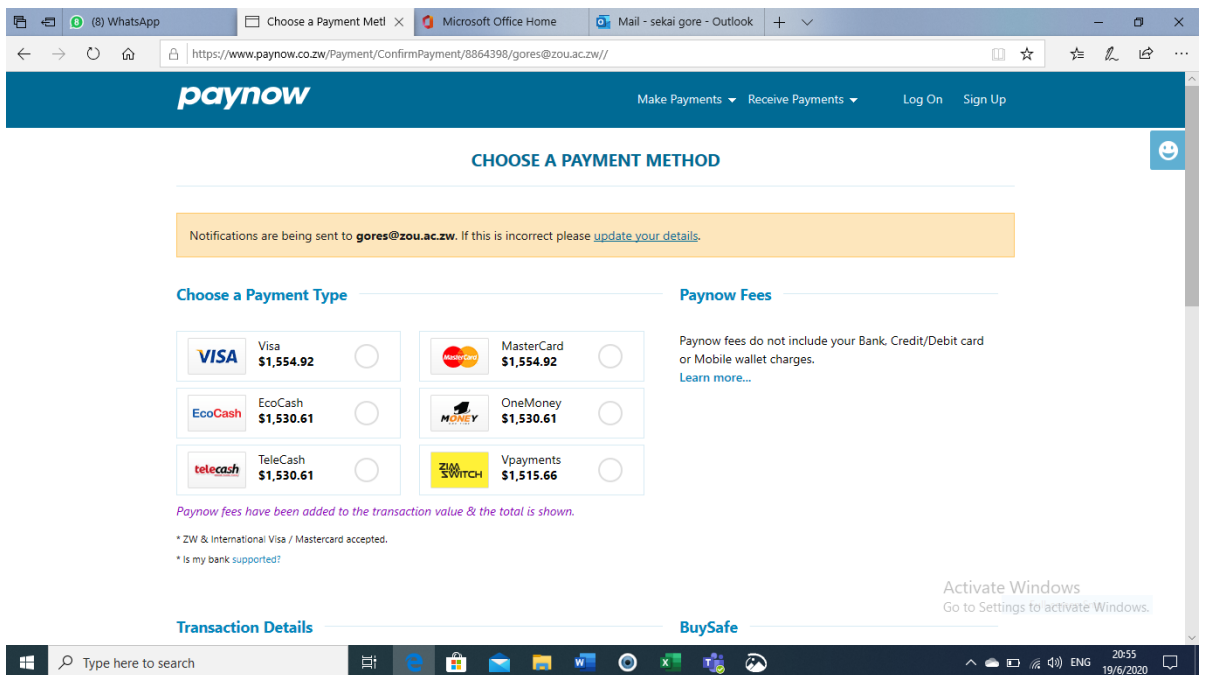 (8) WhatsApp
Choose a Payment Metl
Microsoft Office Home
Mail - sekai gore - Outlook
https://www.paynow.co.zw/Payment/ConfirmPayment/8864398/gores@zou.ac.zw//
paynow
Make Payments
Receive Payments
Log On
Sign Up
CHOOSE A PAYMENT METHOD
Notifications are being sent to gores@zou.ac.zw. If this is incorrect please update your details.
Choose a Payment Type
VISA
Visa
$1,554.92
MasterCard
MasterCard
$1,554.92
EcoCash
EcoCash
$1,530.61
MONEY
OneMoney
$1,530.61
telecash
TeleCash
$1,530.61
ZIM SWITCH
Vpayments
$1,515.66
Paynow fees have been added to the transaction value & the total is shown.
* ZW & International Visa / Mastercard accepted.
* Is my bank supported?
Paynow Fees
Paynow fees do not include your Bank, Credit/Debit card
or Mobile wallet charges.
Learn more...
Transaction Details
BuySafe
Activate Windows
Go to Settings to activate Windows.
Type here to search
ENG
20:55
19/6/2020